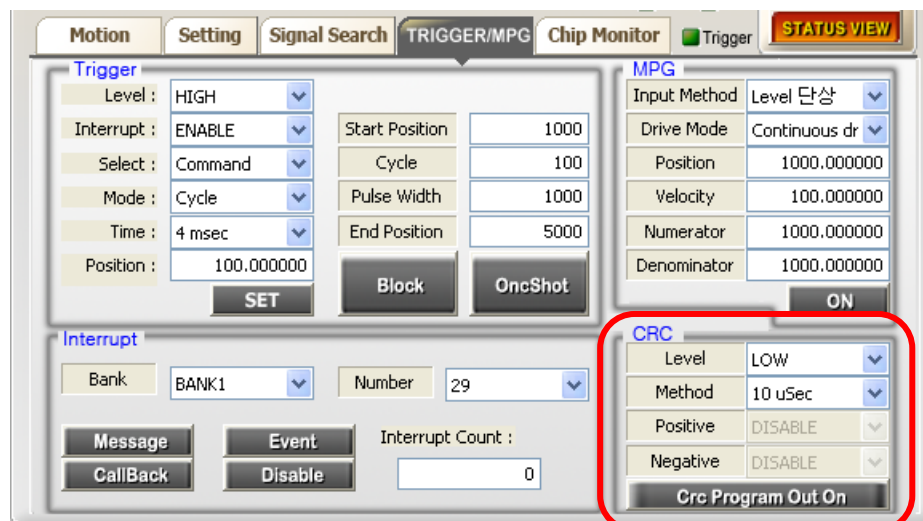 Motion Setting Signal Search TRIGGER/MPG Chip Monitor Trigger STATUS VIEW
Trigger
Level : HIGH
Interrupt : ENABLE Start Position 1000
Select : Command Cycle 100
Mode : Cycle Pulse Width 1000
Time : 4 msec End Position 5000
Position : 100.000000
SET
Block OncShot
MPG
Input Method Level 단상
Drive Mode Continuous dr
Position 1000.000000
Velocity 100.000000
Numerator 1000.000000
Denominator 1000.000000
ON
Interrupt
Bank BANK1 Number 29
Message Event Interrupt Count :
CallBack Disable 0
CRC
Level LOW
Method 10 uSec
Positive DISABLE
Negative DISABLE
Crc Program Out On